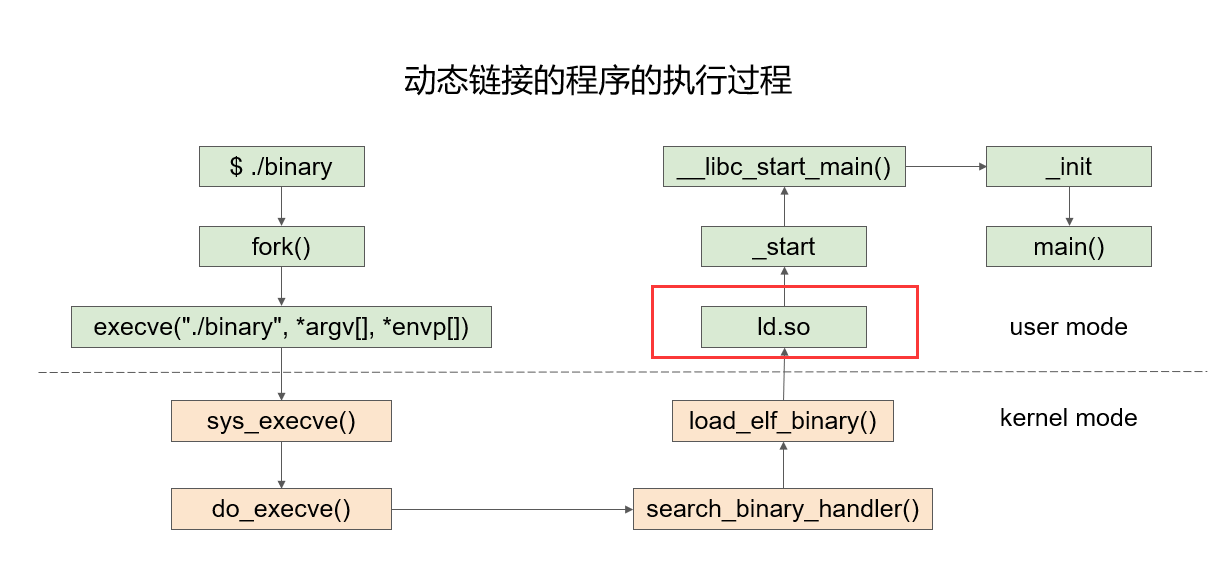 动态链接的程序的执行过程
$ ./binary
fork()
execve("./binary", *argv[], *envp[])
sys_execve()
do_execve()
search_binary_handler()
load_elf_binary()
ld.so
_start
__libc_start_main()
_init
main()
user mode
kernel mode